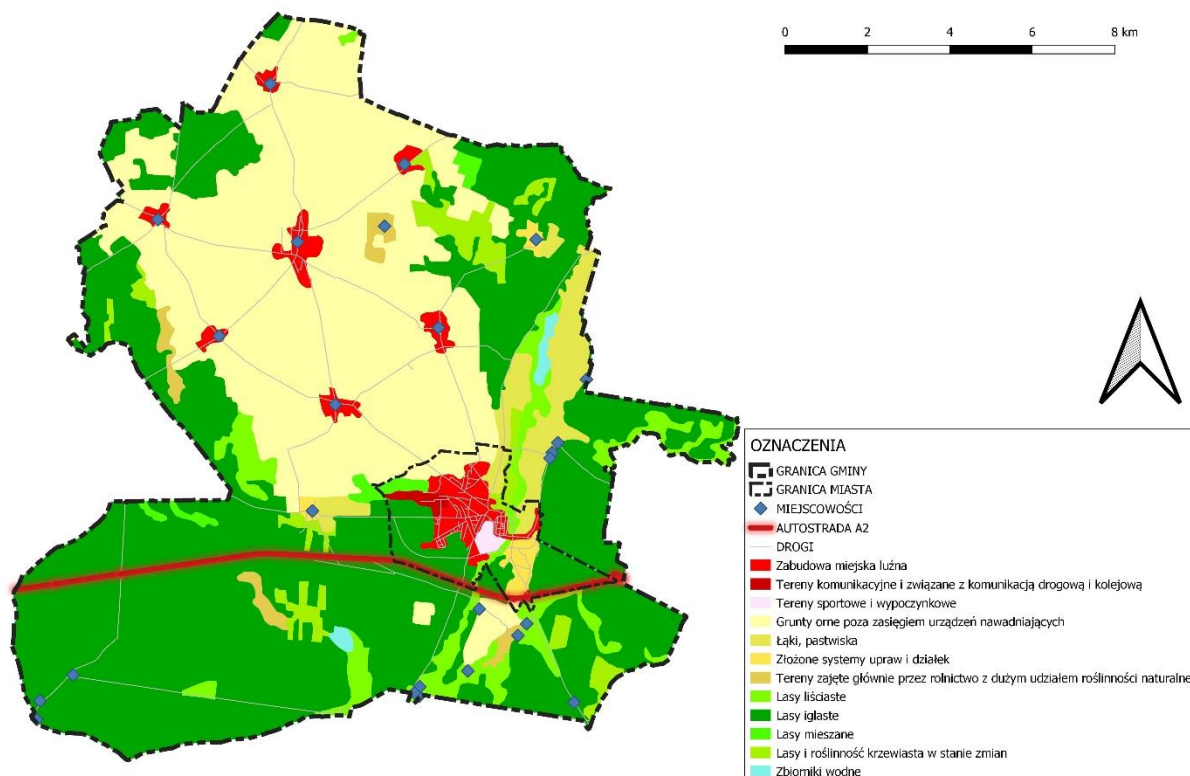 0 2 4 6 8 km
OZNACZENIA
GRANICA GMINY
GRANICA MIASTA
MIEJSCOWOŚCI
AUTOSTRADA A2
DROGI
Zabudowa miejska luźna
Tereny komunikacyjne i związane z komunikacją drogową i kolejową
Tereny sportowe i wypoczynkowe
Grunty orne poza zasięgiem urządzeń nawadniających
Łąki, pastwiska
Złożone systemy upraw i działek
Tereny zajęte głównie przez rolnictwo z dużym udziałem roślinności naturalne
Lasy liściaste
Lasy iglaste
Lasy mieszane
Lasy i roślinność krzewiasta w stanie zmian
Zbiorniki wodne